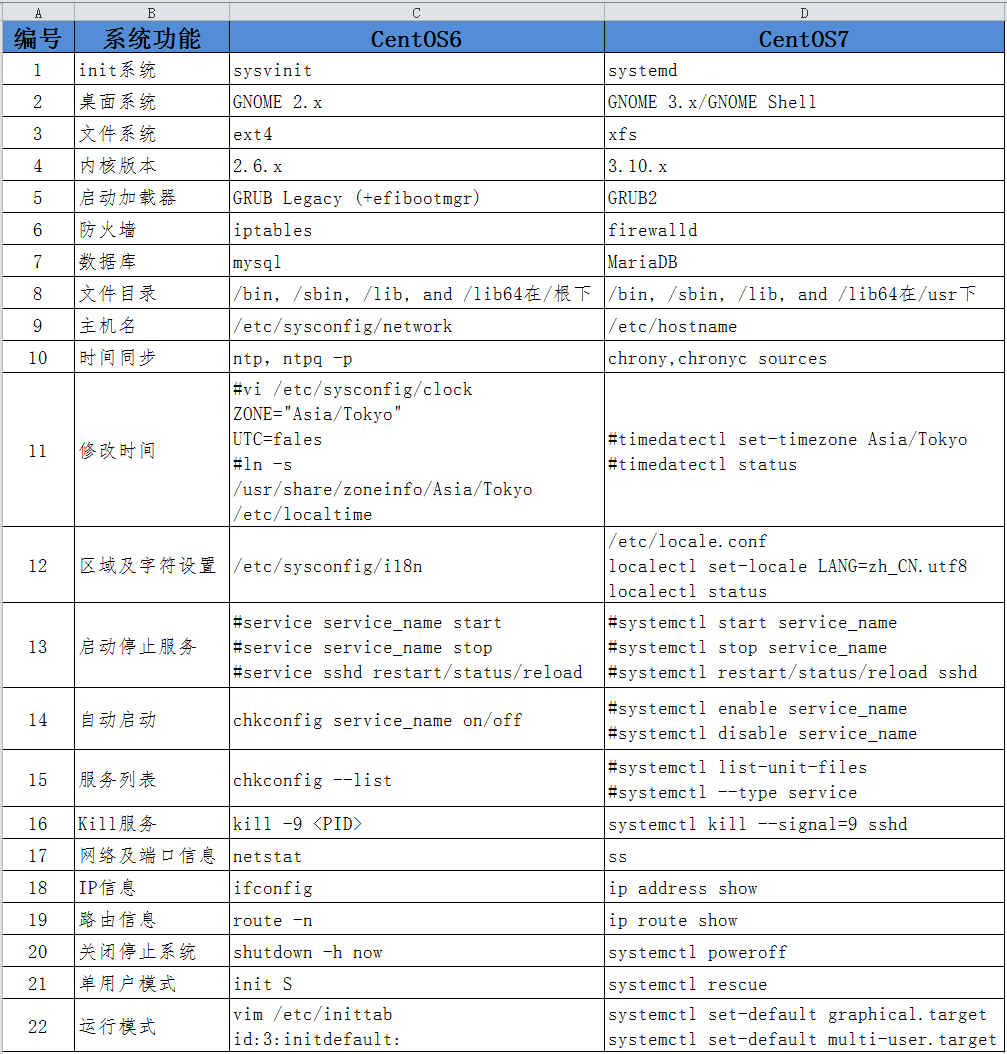 A B C D
编号 系统功能 CentOS6 CentOS7
1 init系统 sysvinit systemd
2 桌面系统 GNOME 2.x GNOME 3.x/GNOME Shell
3 文件系统 ext4 xfs
4 内核版本 2.6.x 3.10.x
5 启动加载器 GRUB Legacy (+efibootmgr) GRUB2
6 防火墙 iptables firewalld
7 数据库 mysql MariaDB
8 文件目录 /bin, /sbin, /lib, and /lib64在/根下 /bin, /sbin, /lib, and /lib64在/usr下
9 主机名 /etc/sysconfig/network /etc/hostname
10 时间同步 ntp, ntpq -p chrony,chronyc sources
11 修改时间
#vi /etc/sysconfig/clock
ZONE="Asia/Tokyo"
UTC=fales
#ln -s
/usr/share/zoneinfo/Asia/Tokyo
/etc/localtime
#timedatectl set-timezone Asia/Tokyo
#timedatectl status
12 区域及字符设置 /etc/sysconfig/i18n
/etc/locale.conf
localectl set-locale LANG=zh_CN.utf8
localectl status
13 启动停止服务
#service service_name start
#service service_name stop
#service sshd restart/status/reload
#systemctl start service_name
#systemctl stop service_name
#systemctl restart/status/reload sshd
14 自动启动 chkconfig service_name on/off
#systemctl enable service_name
#systemctl disable service_name
15 服务列表 chkconfig --list
#systemctl list-unit-files
#systemctl --type service
16 Kill服务 kill -9 <PID> systemctl kill --signal=9 sshd
17 网络及端口信息 netstat ss
18 IP信息 ifconfig ip address show
19 路由信息 route -n ip route show
20 关闭停止系统 shutdown -h now systemctl poweroff
21 单用户模式 init S systemctl rescue
22 运行模式
vim /etc/inittab
id:3:initdefault:
systemctl set-default graphical.target
systemctl set-default multi-user.target